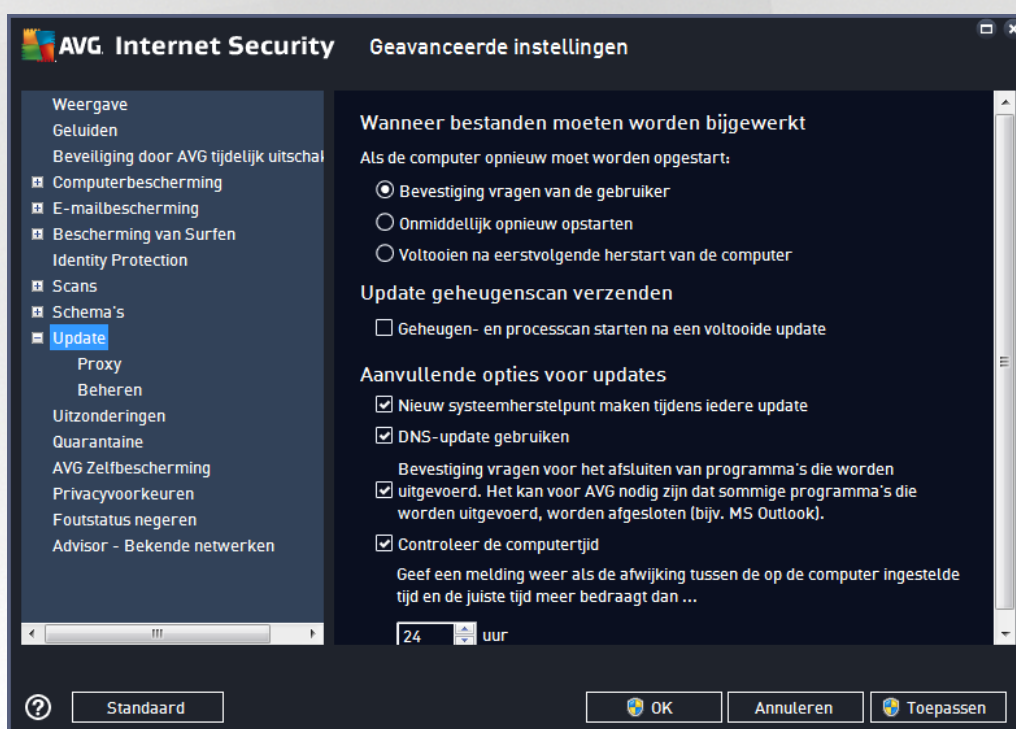 AVG. Internet Security
Geavanceerde instellingen
Weergave
Geluiden
Beveiliging door AVG tijdelijk uitschak
Computerbescherming
E-mailbescherming
Bescherming van Surfen
Identity Protection
Scans
Schema's
Update
Proxy
Beheren
Uitzonderingen
Quarantaine
AVG Zelfbescherming
Privacyvoorkeuren
Foutstatus negeren
Advisor - Bekende netwerken
Wanneer bestanden moeten worden bijgewerkt
Als de computer opnieuw moet worden opgestart:
Bevestiging vragen van de gebruiker
Onmiddellijk opnieuw opstarten
Voltooien na eerstvolgende herstart van de computer
Update geheugenscan verzenden
Geheugen- en processcan starten na een voltooide update
Aanvullende opties voor updates
Nieuw systeemherstelpunt maken tijdens iedere update
DNS-update gebruiken
Bevestiging vragen voor het afsluiten van programma's die worden
uitgevoerd. Het kan voor AVG nodig zijn dat sommige programma's die
worden uitgevoerd, worden afgesloten (bijv. MS Outlook).
Controleer de computertijd
Geef een melding weer als de afwijking tussen de op de computer ingestelde
tijd en de juiste tijd meer bedraagt dan ...
24 uur
Standaard
OK
Annuleren
Toepassen